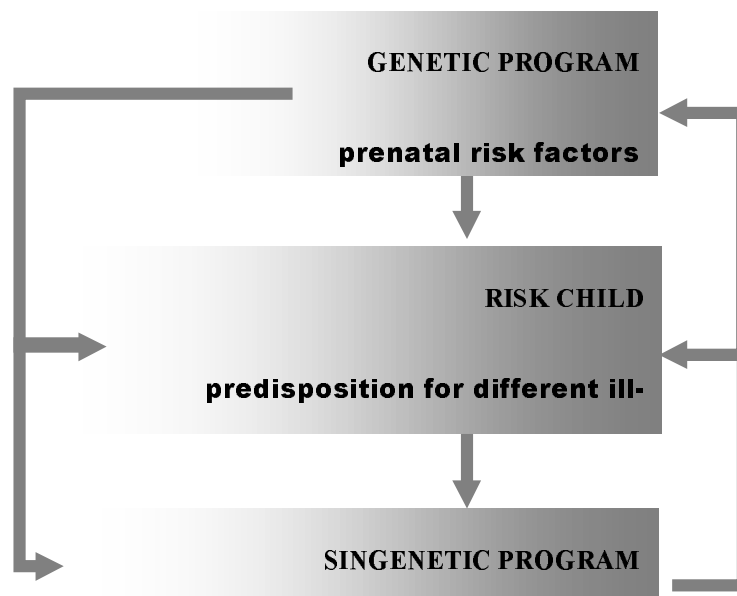 GENETIC PROGRAM
prenatal risk factors
RISK CHILD
predisposition for different ill-
SINGENETIC PROGRAM